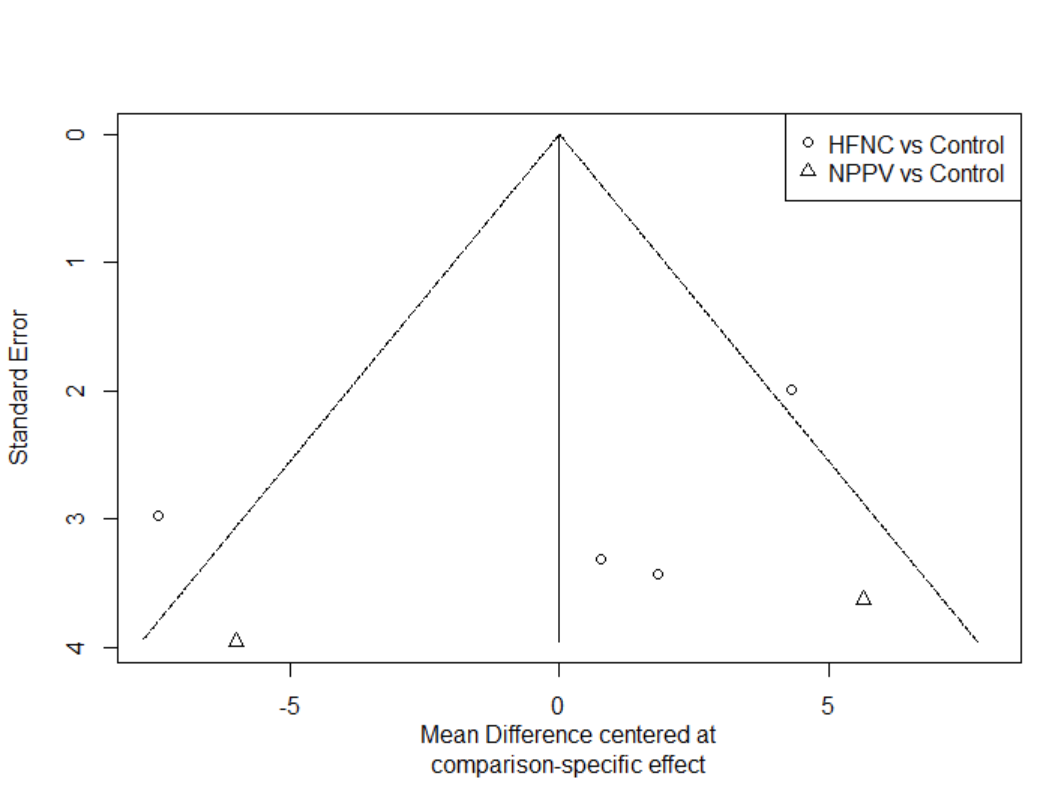 HFNC vs Control
NPPV vs Control
0
1
2
3
4
Standard Error
-5
0
5
Mean Difference centered at
comparison-specific effect